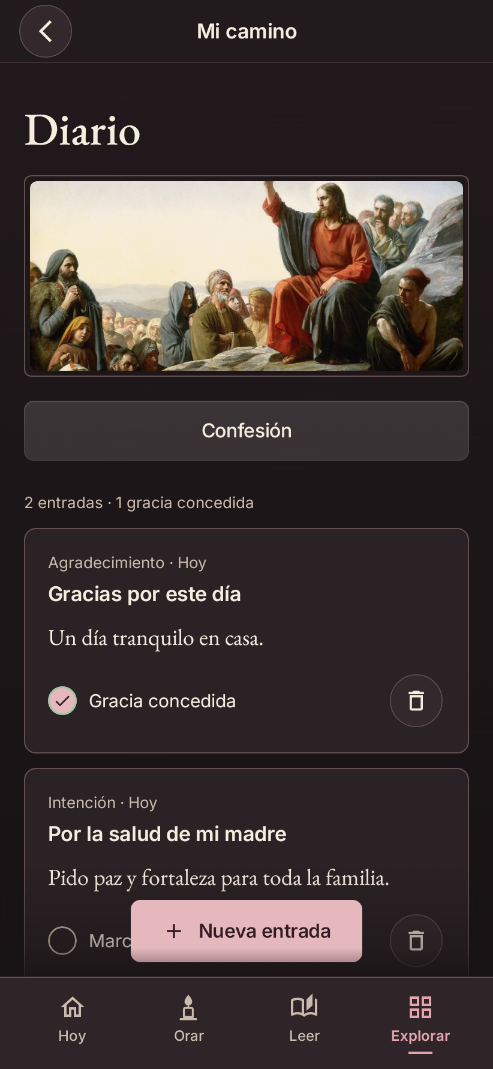 Mi camino
Diario
Confesión
2 entradas · 1 gracia concedida
Agradecimiento · Hoy
Gracias por este día
Un día tranquilo en casa.
Gracia concedida
Intención · Hoy
Por la salud de mi madre
Pido paz y fortaleza para toda la familia.
Marc
+ Nueva entrada
Hoy
Orar
Leer
Explorar